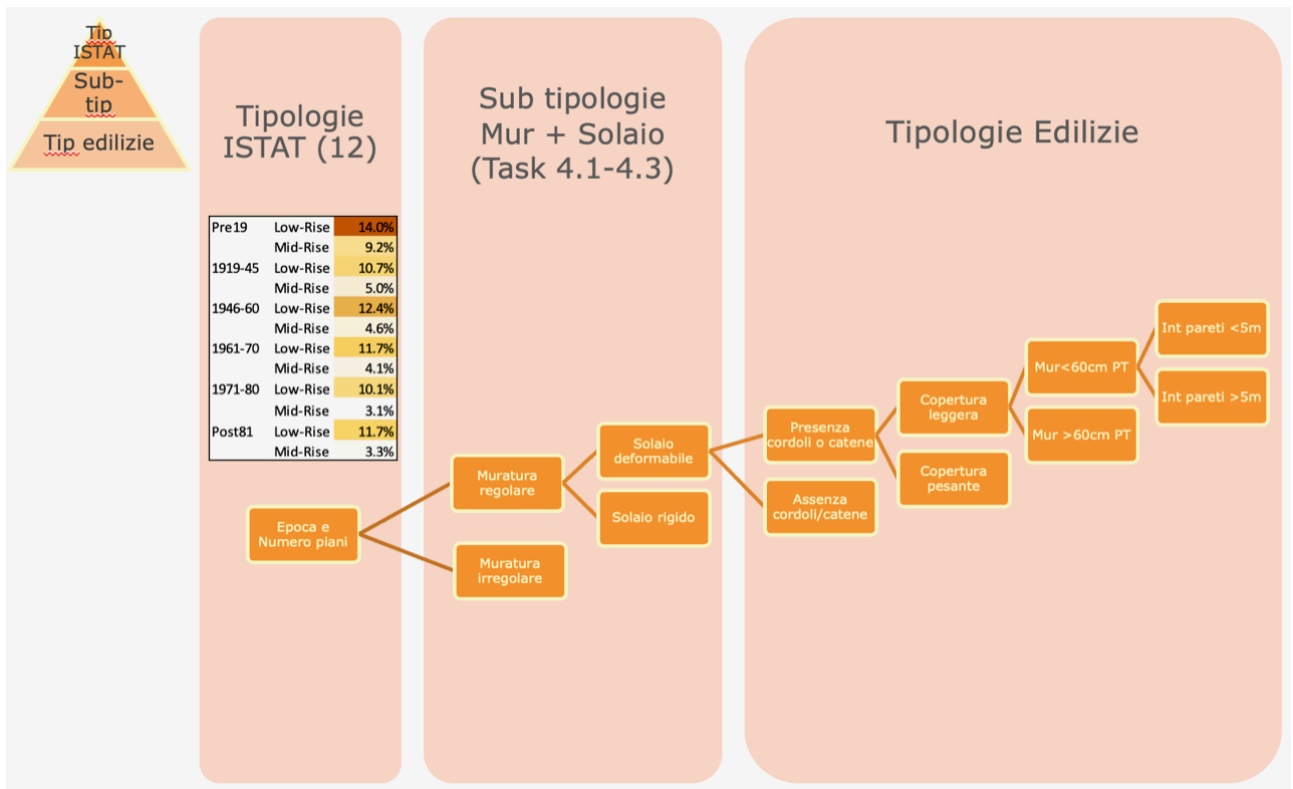 Tip
ISTAT
Sub-
tip
Tip edilizie
Tipologie
ISTAT (12)
Pre19 Low-Rise 14.0%
Mid-Rise 9.2%
1919-45 Low-Rise 10.7%
Mid-Rise 5.0%
1946-60 Low-Rise 12.4%
Mid-Rise 4.6%
1961-70 Low-Rise 11.7%
Mid-Rise 4.1%
1971-80 Low-Rise 10.1%
Mid-Rise 3.1%
Post81 Low-Rise 11.7%
Mid-Rise 3.3%
Epoca e
Numero piani
Sub tipologie
Mur + Solaio
(Task 4.1-4.3)
Muratura
regolare
Muratura
irregolare
Solaio
deformabile
Solaio rigido
Tipologie Edilizie
Presenza
cordoli o catene
Assenza
cordoli/catene
Copertura
leggera
Copertura
pesante
Mur<60cm PT
Mur >60cm PT
Int pareti <5m
Int pareti >5m